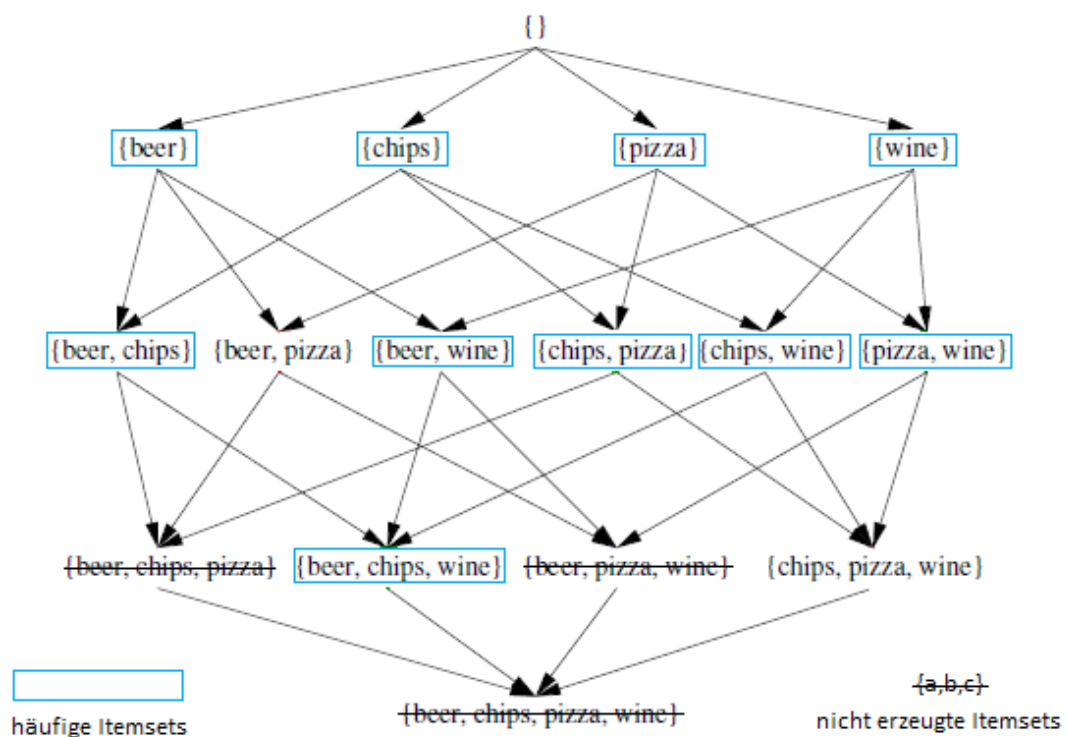 {}
{beer} {chips} {pizza} {wine}
{beer, chips} {beer, pizza} {beer, wine} {chips, pizza} {chips, wine} {pizza, wine}
{beer, chips, pizza} {beer, chips, wine} {beer, pizza, wine} {chips, pizza, wine}
{beer, chips, pizza, wine}
häufige Itemsets
{a,b,c}
nicht erzeugte Itemsets